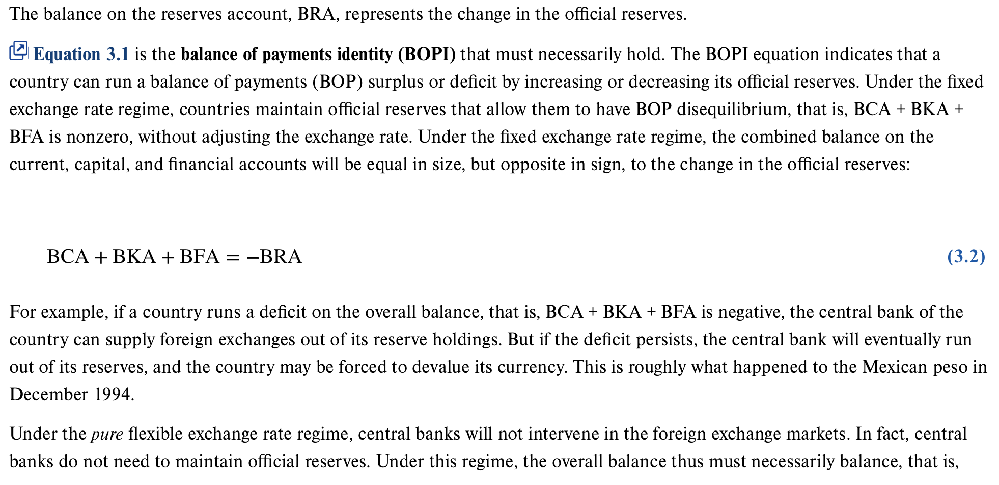 The balance on the reserves account, BRA, represents the change in the official reserves.
Equation 3.1 is the balance of payments identity (BOPI) that must necessarily hold. The BOPI equation indicates that a
country can run a balance of payments (BOP) surplus or deficit by increasing or decreasing its official reserves. Under the fixed
exchange rate regime, countries maintain official reserves that allow them to have BOP disequilibrium, that is, BCA + BKA +
BFA is nonzero, without adjusting the exchange rate. Under the fixed exchange rate regime, the combined balance on the
current, capital, and financial accounts will be equal in size, but opposite in sign, to the change in the official reserves:
BCA + BKA + BFA = −BRA (3.2)
For example, if a country runs a deficit on the overall balance, that is, BCA + BKA + BFA is negative, the central bank of the
country can supply foreign exchanges out of its reserve holdings. But if the deficit persists, the central bank will eventually run
out of its reserves, and the country may be forced to devalue its currency. This is roughly what happened to the Mexican peso in
December 1994.
Under the pure flexible exchange rate regime, central banks will not intervene in the foreign exchange markets. In fact, central
banks do not need to maintain official reserves. Under this regime, the overall balance thus must necessarily balance, that is,